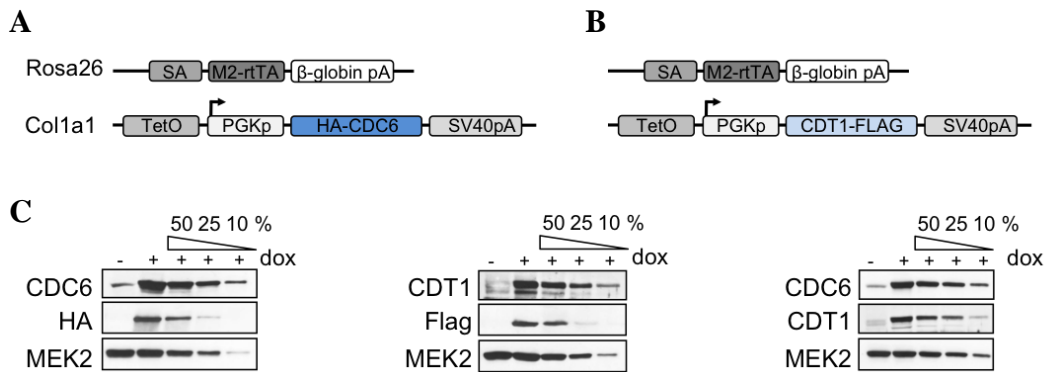 A
Rosa26 SA M2-rtTA β-globin pA
Col1a1 TetO PGKp HA-CDC6 SV40pA
B
SA M2-rtTA β-globin pA
TetO PGKp CDT1-FLAG SV40pA
C
50 25 10 %
- + + + + dox
CDC6
HA
MEK2
50 25 10 %
- + + + + dox
CDT1
Flag
MEK2
50 25 10 %
- + + + + dox
CDC6
CDT1
MEK2